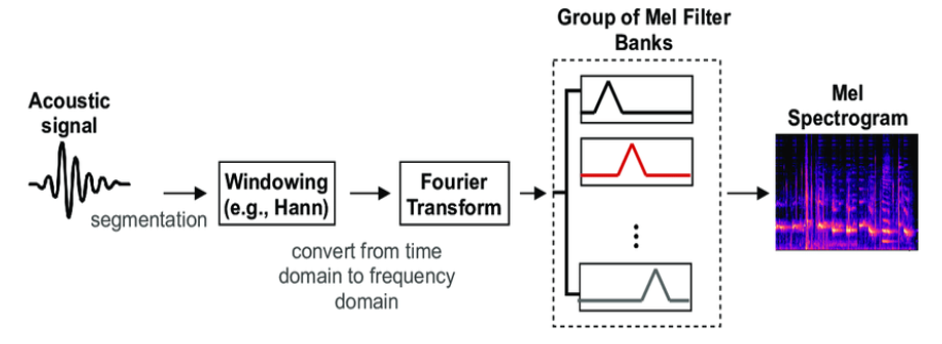 Group of Mel Filter
Banks
Acoustic
signal
segmentation
Windowing
(e.g., Hann)
Fourier
Transform
convert from time
domain to frequency
domain
Mel
Spectrogram